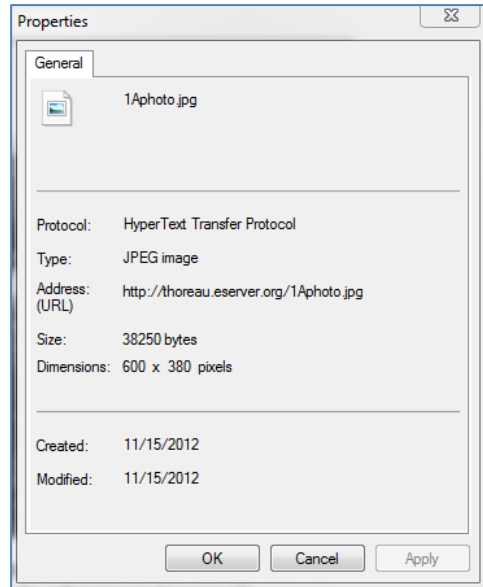 Properties
General
1Aphoto.jpg
Protocol: HyperText Transfer Protocol
Type: JPEG image
Address: (URL) http://thoreau.eserver.org/1Aphoto.jpg
Size: 38250 bytes
Dimensions: 600 x 380 pixels
Created: 11/15/2012
Modified: 11/15/2012
OK Cancel Apply